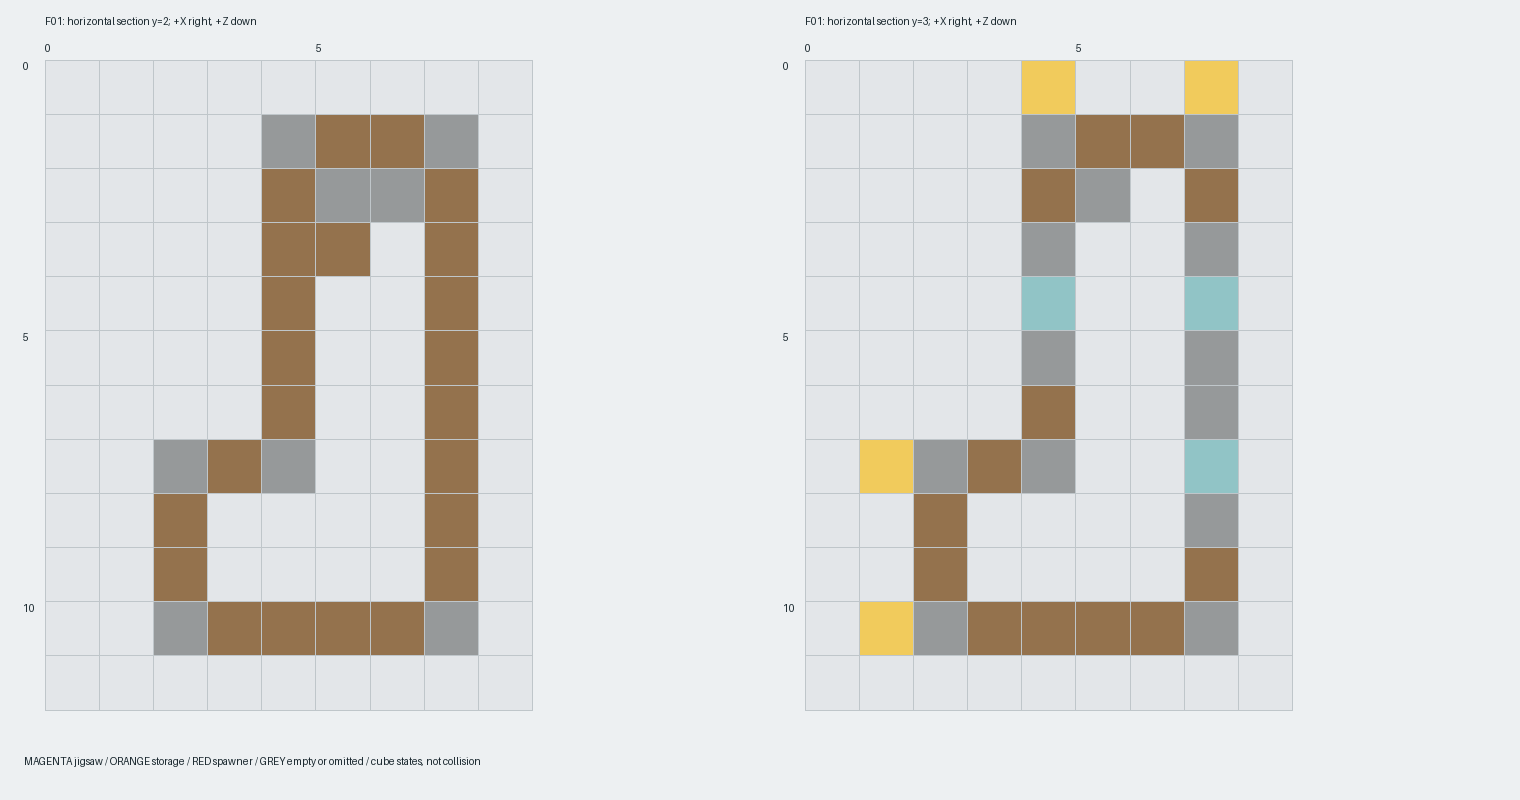 F01: horizontal section y=2; +X right, +Z down
F01: horizontal section y=3; +X right, +Z down
0 5
0 5
0
0
5
5
10
10
MAGENTA jigsaw / ORANGE storage / RED spawner / GREY empty or omitted / cube states, not collision